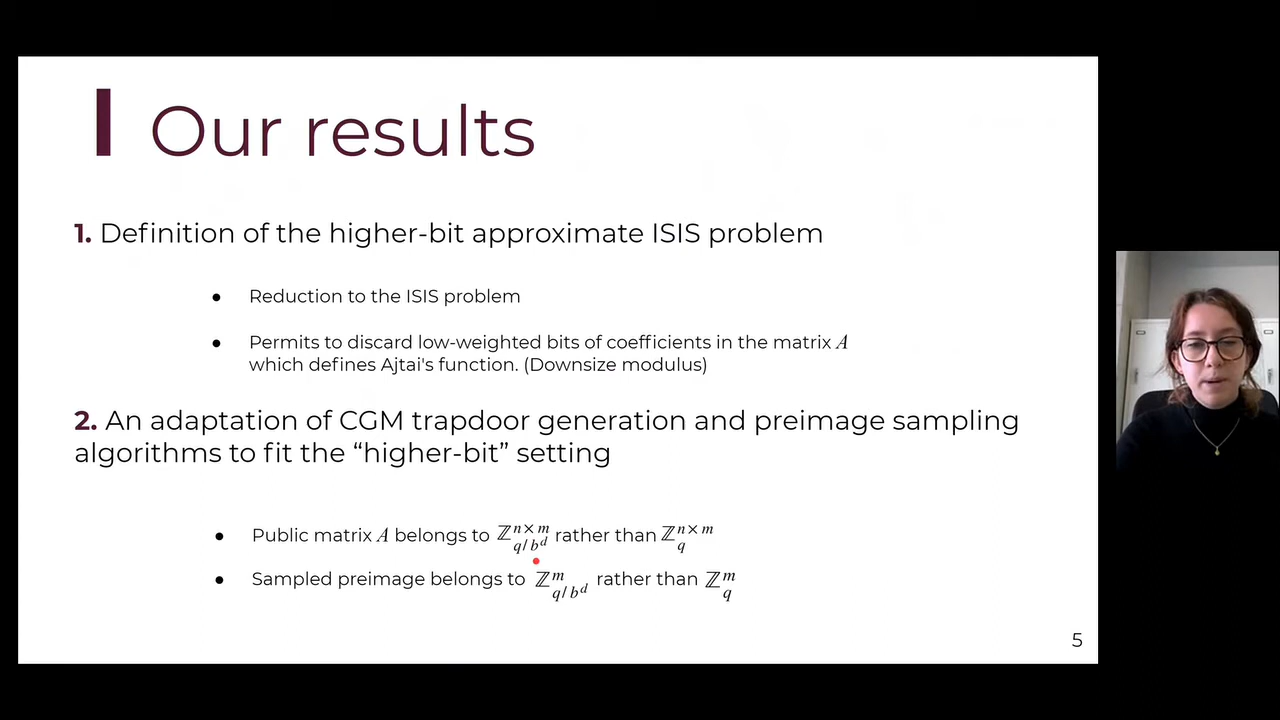 Our results
1. Definition of the higher-bit approximate ISIS problem
● Reduction to the ISIS problem
● Permits to discard low-weighted bits of coefficients in the matrix A
which defines Ajtai's function. (Downsize modulus)
2. An adaptation of CGM trapdoor generation and preimage sampling
algorithms to fit the “higher-bit” setting
● Public matrix A belongs to ℤ^{n×m}_{q/b^d} rather than ℤ^{n×m}_q
● Sampled preimage belongs to ℤ^m_{q/b^d} rather than ℤ^m_q
5